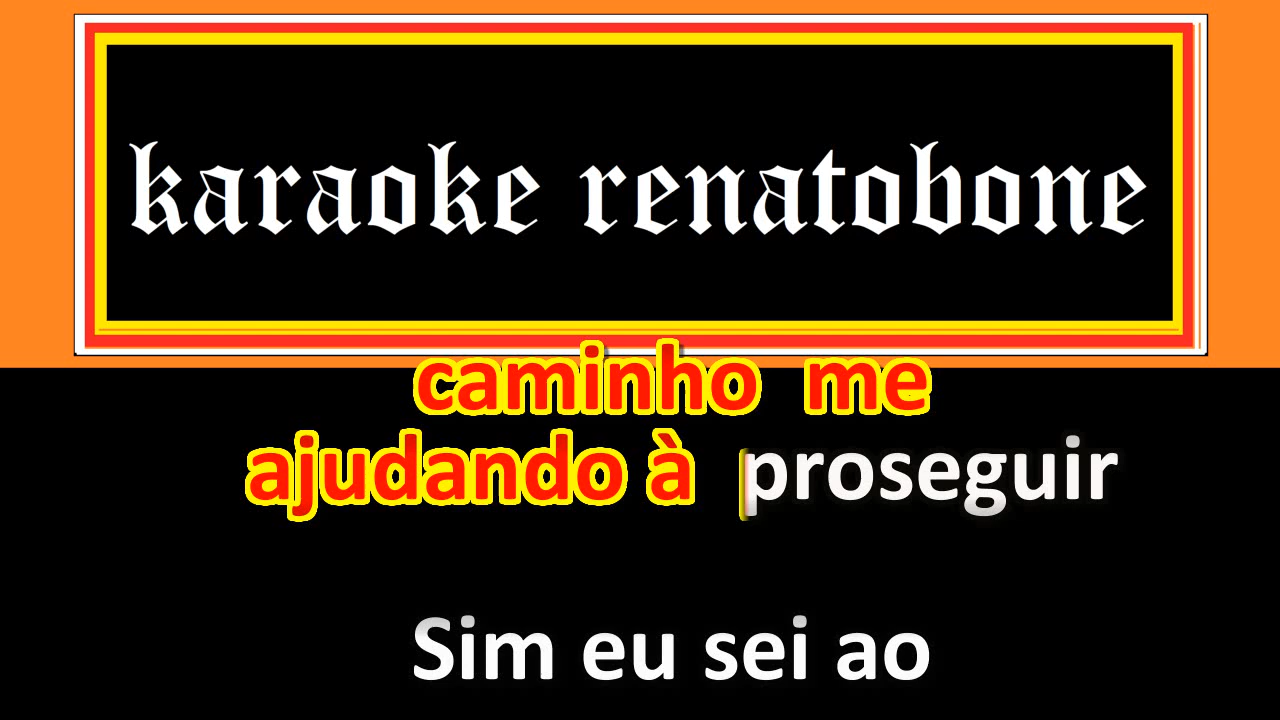 karaoke renatobone
caminho me
ajudando à proseguir
Sim eu sei ao